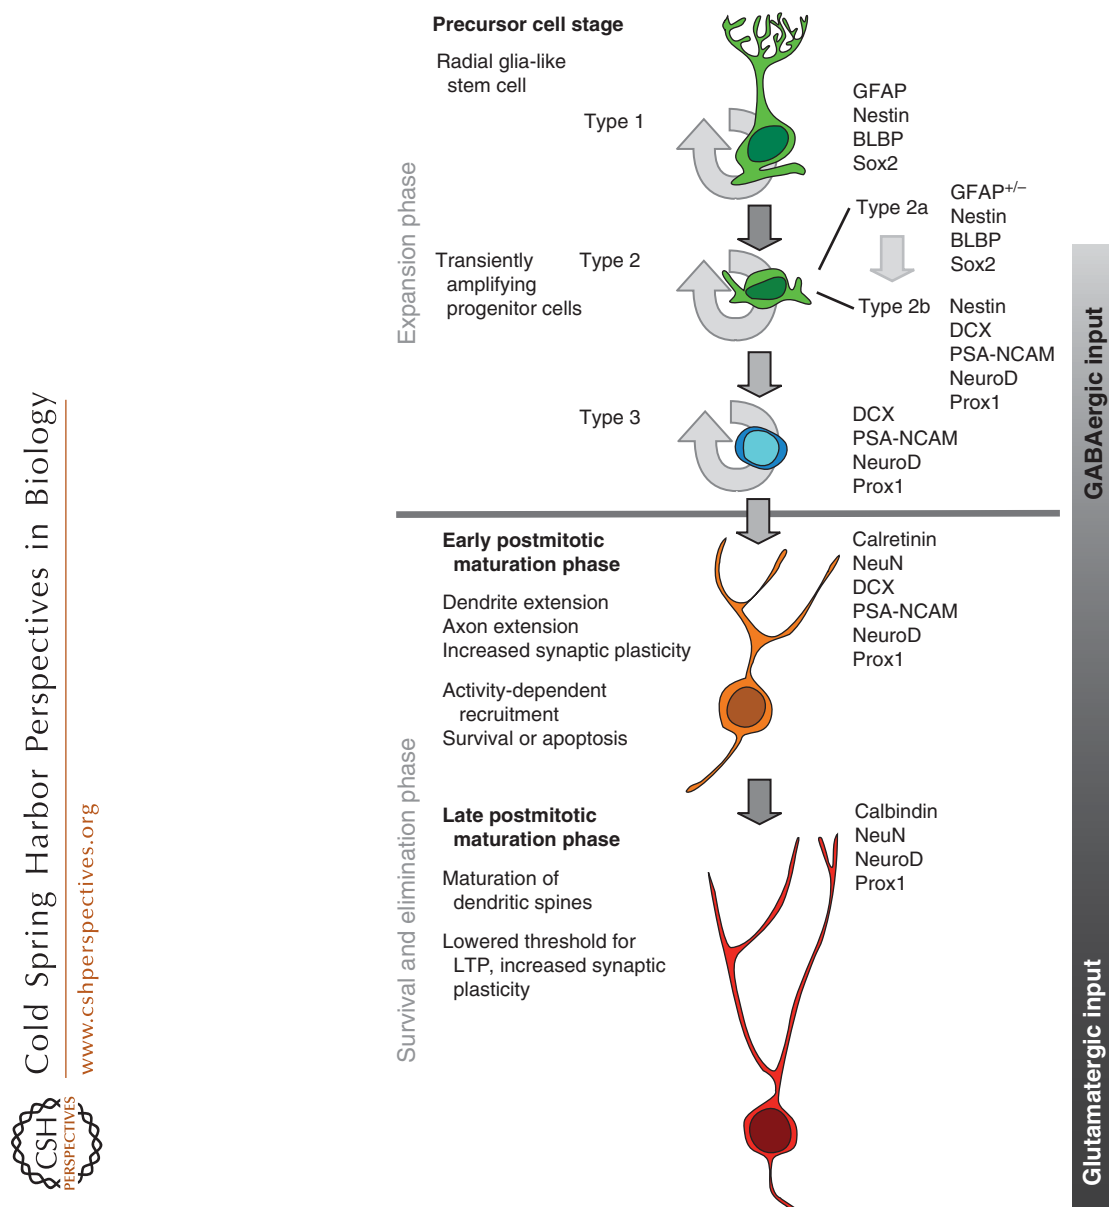 Precursor cell stage
Radial glia-like
stem cell
Type 1
GFAP
Nestin
BLBP
Sox2
Expansion phase
Transiently
amplifying
progenitor cells
Type 2
Type 2a
GFAP+/–
Nestin
BLBP
Sox2
Type 2b
Nestin
DCX
PSA-NCAM
NeuroD
Prox1
Type 3
DCX
PSA-NCAM
NeuroD
Prox1
GABAergic input
Early postmitotic
maturation phase
Dendrite extension
Axon extension
Increased synaptic plasticity
Activity-dependent
recruitment
Survival or apoptosis
Calretinin
NeuN
DCX
PSA-NCAM
NeuroD
Prox1
Survival and elimination phase
Late postmitotic
maturation phase
Maturation of
dendritic spines
Lowered threshold for
LTP, increased synaptic
plasticity
Calbindin
NeuN
NeuroD
Prox1
Glutamatergic input
Cold Spring Harbor Perspectives in Biology
www.cshperspectives.org
CSH
PERSPECTIVES